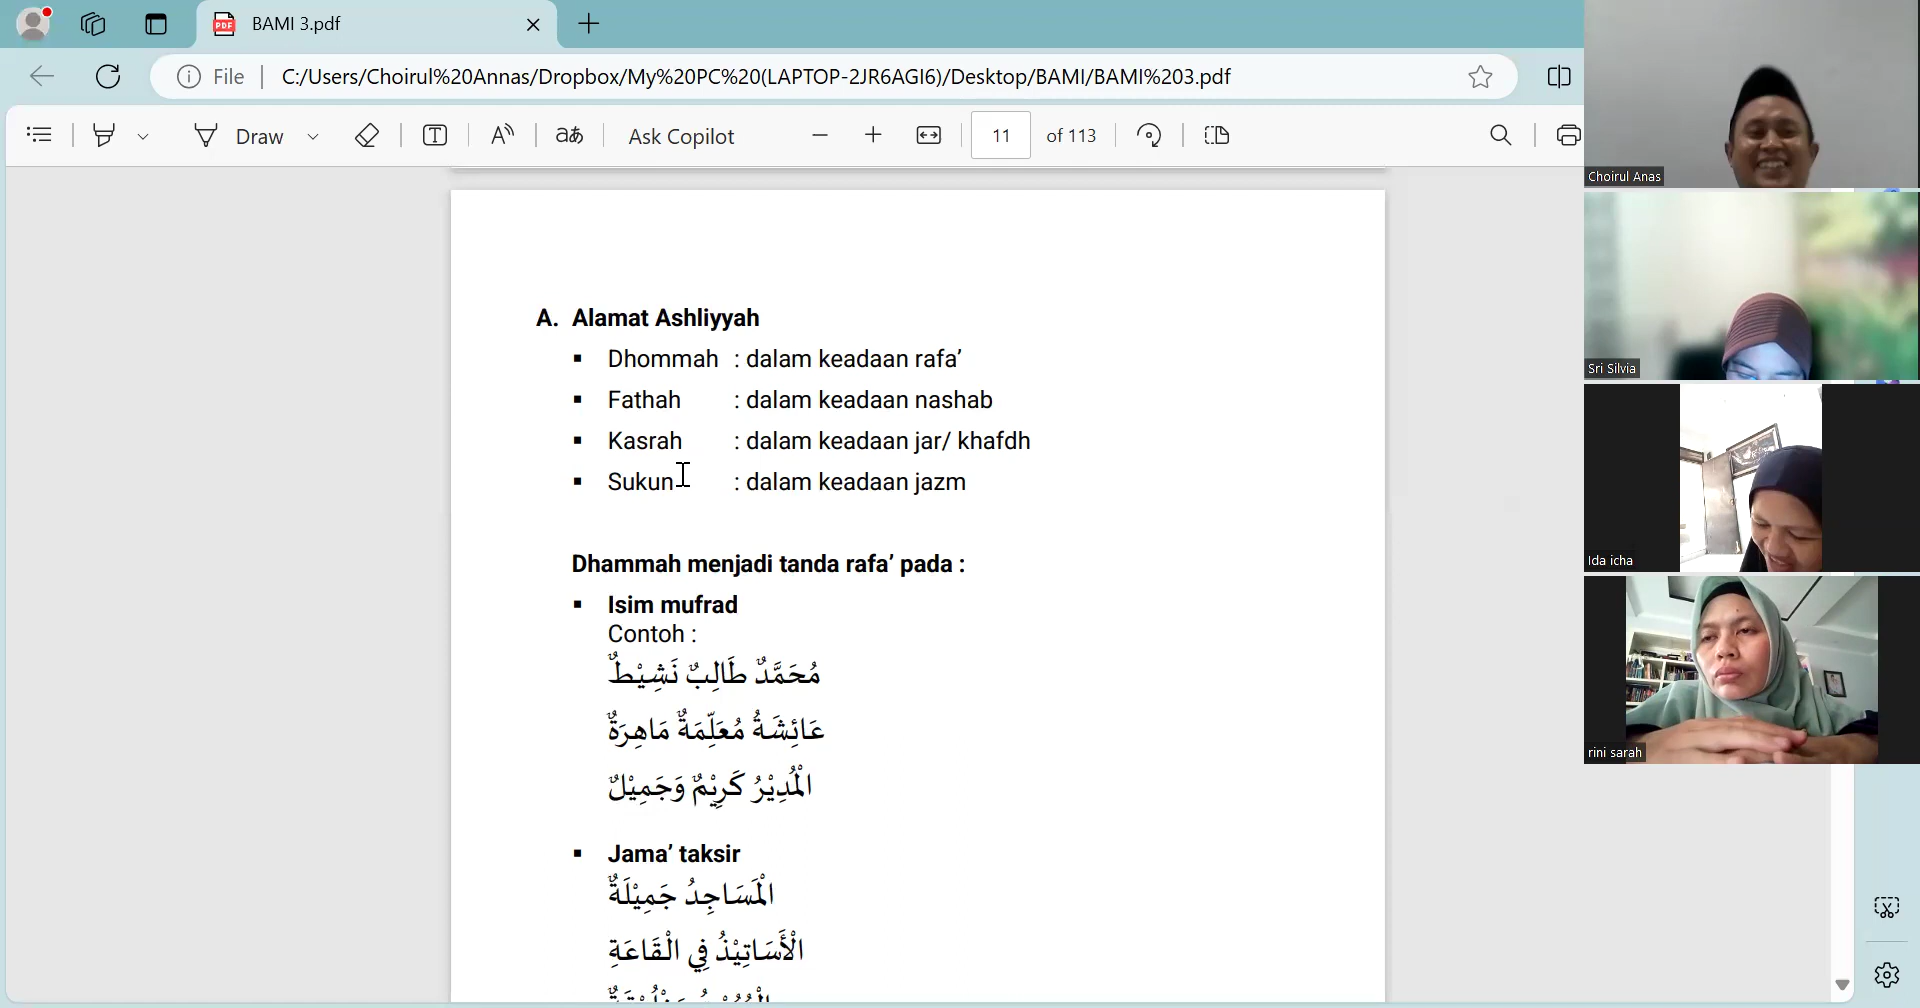 BAMI 3.pdf
File
C:/Users/Choirul%20Annas/Dropbox/My%20PC%20(LAPTOP-2JR6AGI6)/Desktop/BAMI/BAMI%203.pdf
Draw
Ask Copilot
11 of 113
A. Alamat Ashliyyah
▪ Dhommah : dalam keadaan rafa’
▪ Fathah : dalam keadaan nashab
▪ Kasrah : dalam keadaan jar/ khafdh
▪ Sukun : dalam keadaan jazm
Dhammah menjadi tanda rafa’ pada :
▪ Isim mufrad
Contoh :
مُحَمَّدٌ طَالِبٌ نَشِيْطٌ
عَائِشَةُ مُعَلِّمَةٌ مَاهِرَةٌ
الْمُدِيْرُ كَرِيْمٌ وَجَمِيْلٌ
▪ Jama’ taksir
الْمَسَاجِدُ جَمِيْلَةٌ
الْأَسَاتِيْذُ فِي الْقَاعَةِ
Choirul Anas
Sri Silvia
Ida icha
rini sarah